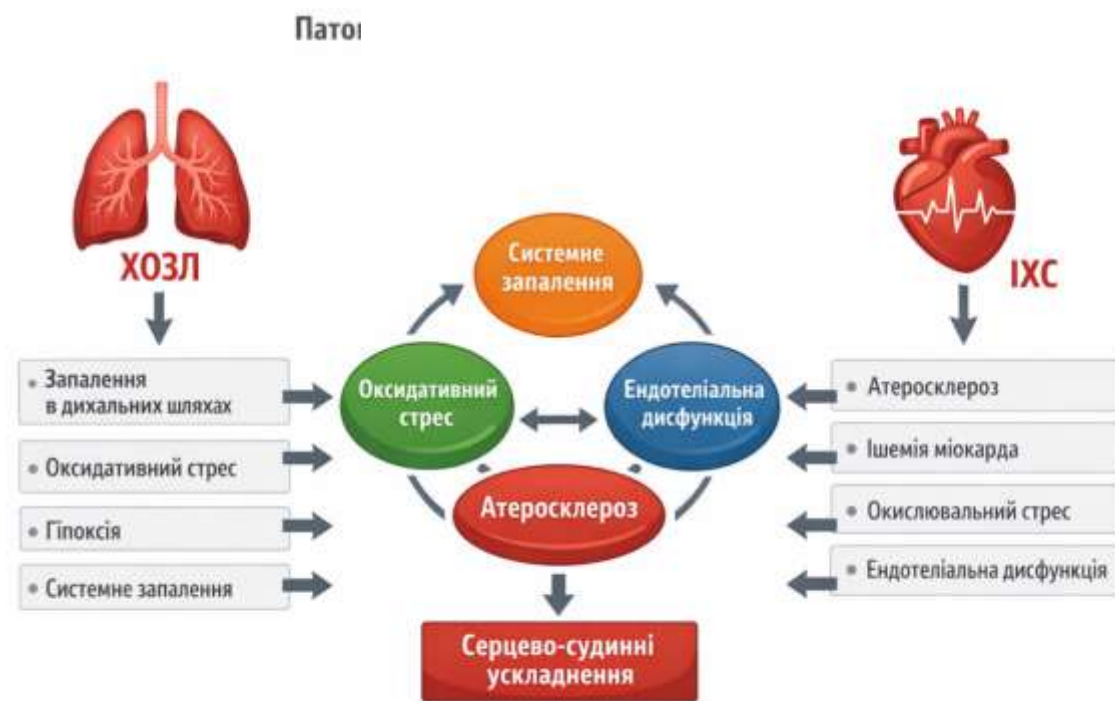 ХОЗЛ
• Запалення
в дихальних шляхах
• Оксидативний стрес
• Гіпоксія
• Системне запалення
Системне
запалення
Оксидативний
стрес
Ендотеліальна
дисфункція
Атеросклероз
Серцево-судинні
ускладнення
ІХС
• Атеросклероз
• Ішемія міокарда
• Окислювальний стрес
• Ендотеліальна дисфункція